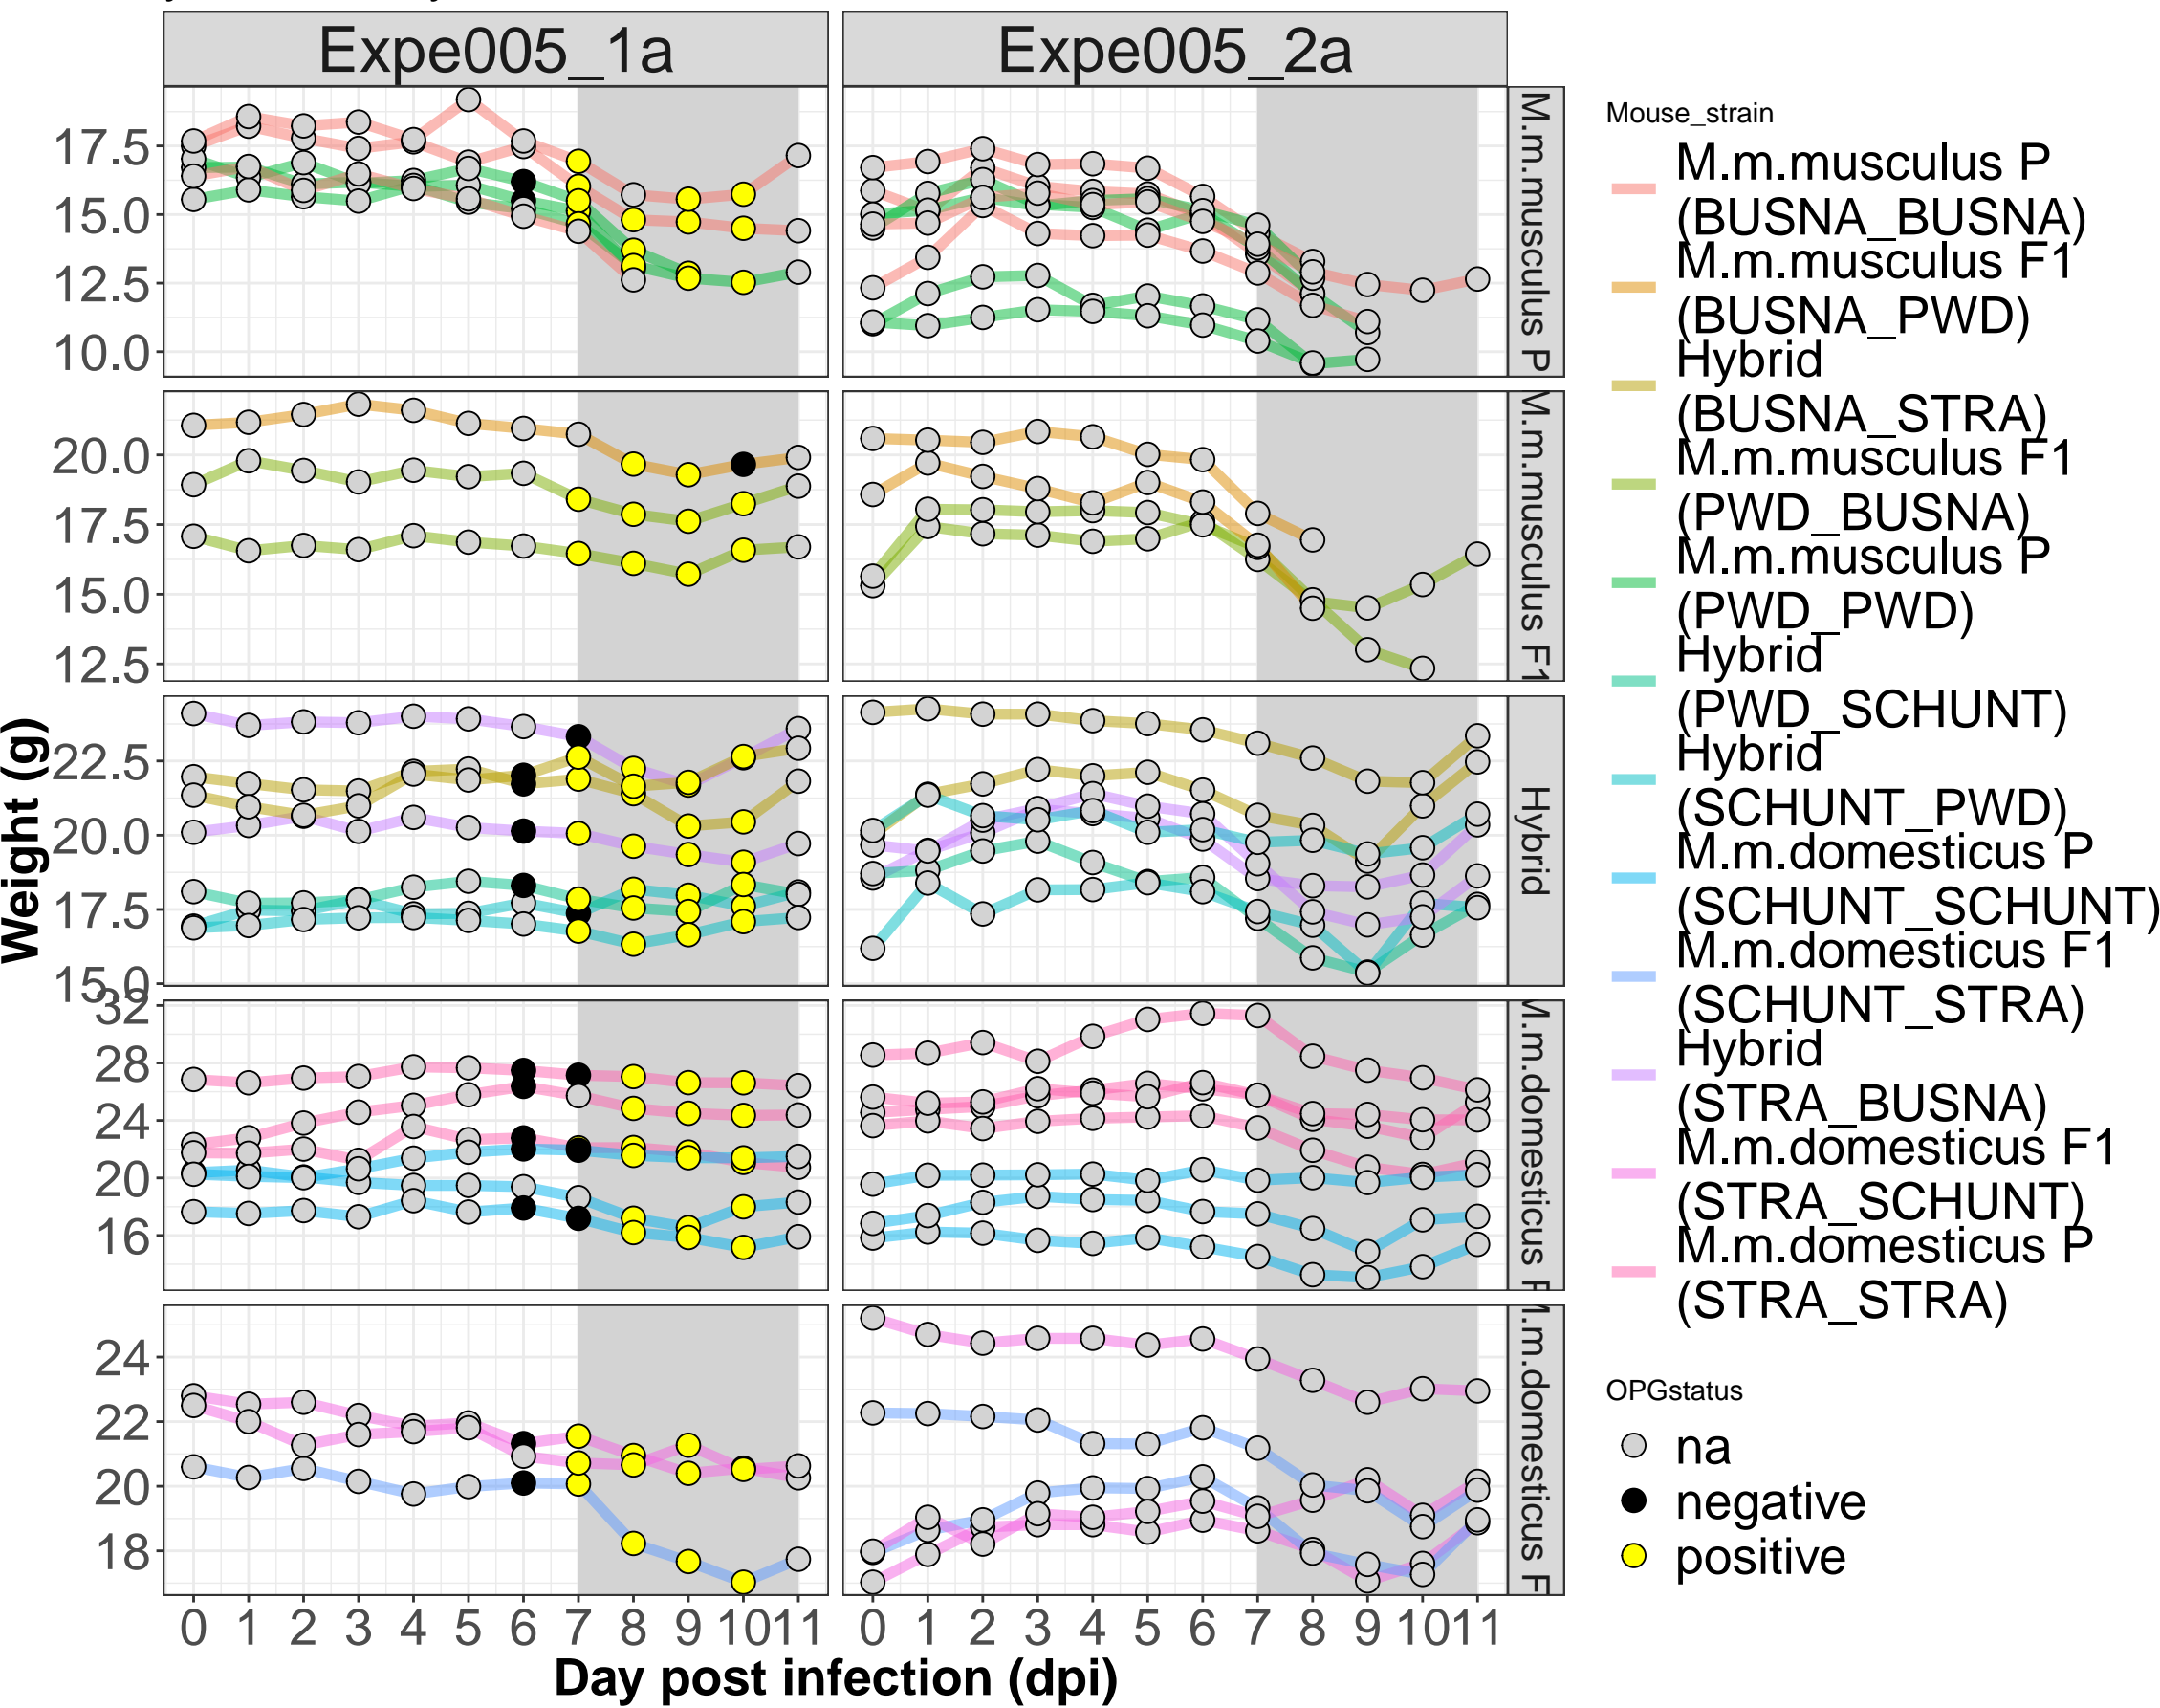 Expe005_1a
Expe005_2a
17.5
15.0
12.5
10.0
M.m.musculus P
20.0
17.5
15.0
12.5
M.m.musculus F1
22.5
20.0
17.5
15.0
Hybrid
32
28
24
20
16
M.m.domesticus P
24
22
20
18
M.m.domesticus F
Weight (g)
0 1 2 3 4 5 6 7 8 9 10 11
0 1 2 3 4 5 6 7 8 9 10 11
Day post infection (dpi)
Mouse_strain
M.m.musculus P
(BUSNA_BUSNA)
M.m.musculus F1
(BUSNA_PWD)
Hybrid
(BUSNA_STRA)
M.m.musculus F1
(PWD_BUSNA)
M.m.musculus P
(PWD_PWD)
Hybrid
(PWD_SCHUNT)
Hybrid
(SCHUNT_PWD)
M.m.domesticus P
(SCHUNT_SCHUNT)
M.m.domesticus F1
(SCHUNT_STRA)
Hybrid
(STRA_BUSNA)
M.m.domesticus F1
(STRA_SCHUNT)
M.m.domesticus P
(STRA_STRA)
OPGstatus
na
negative
positive